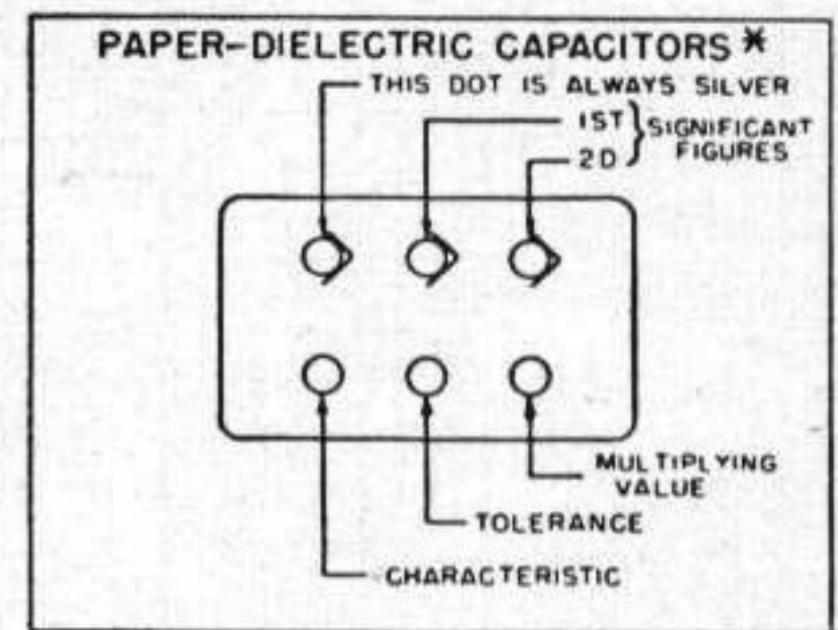 PAPER-DIELECTRIC CAPACITORS *
THIS DOT IS ALWAYS SILVER
1ST } SIGNIFICANT
2D } FIGURES
MULTIPLYING
VALUE
TOLERANCE
CHARACTERISTIC